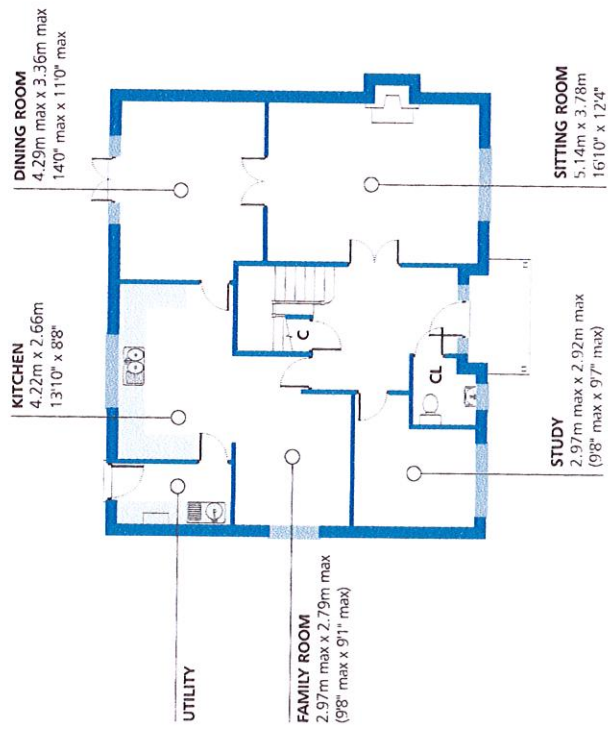 KITCHEN
4.22m x 2.66m
13'10" x 8'8"
DINING ROOM
4.29m max x 3.36m max
14'0" max x 11'0" max
UTILITY
FAMILY ROOM
2.97m max x 2.79m max
(9'8" max x 9'1" max)
C
CL
STUDY
2.97m max x 2.92m max
(9'8" max x 9'7" max)
SITTING ROOM
5.14m x 3.78m
16'10" x 12'4"